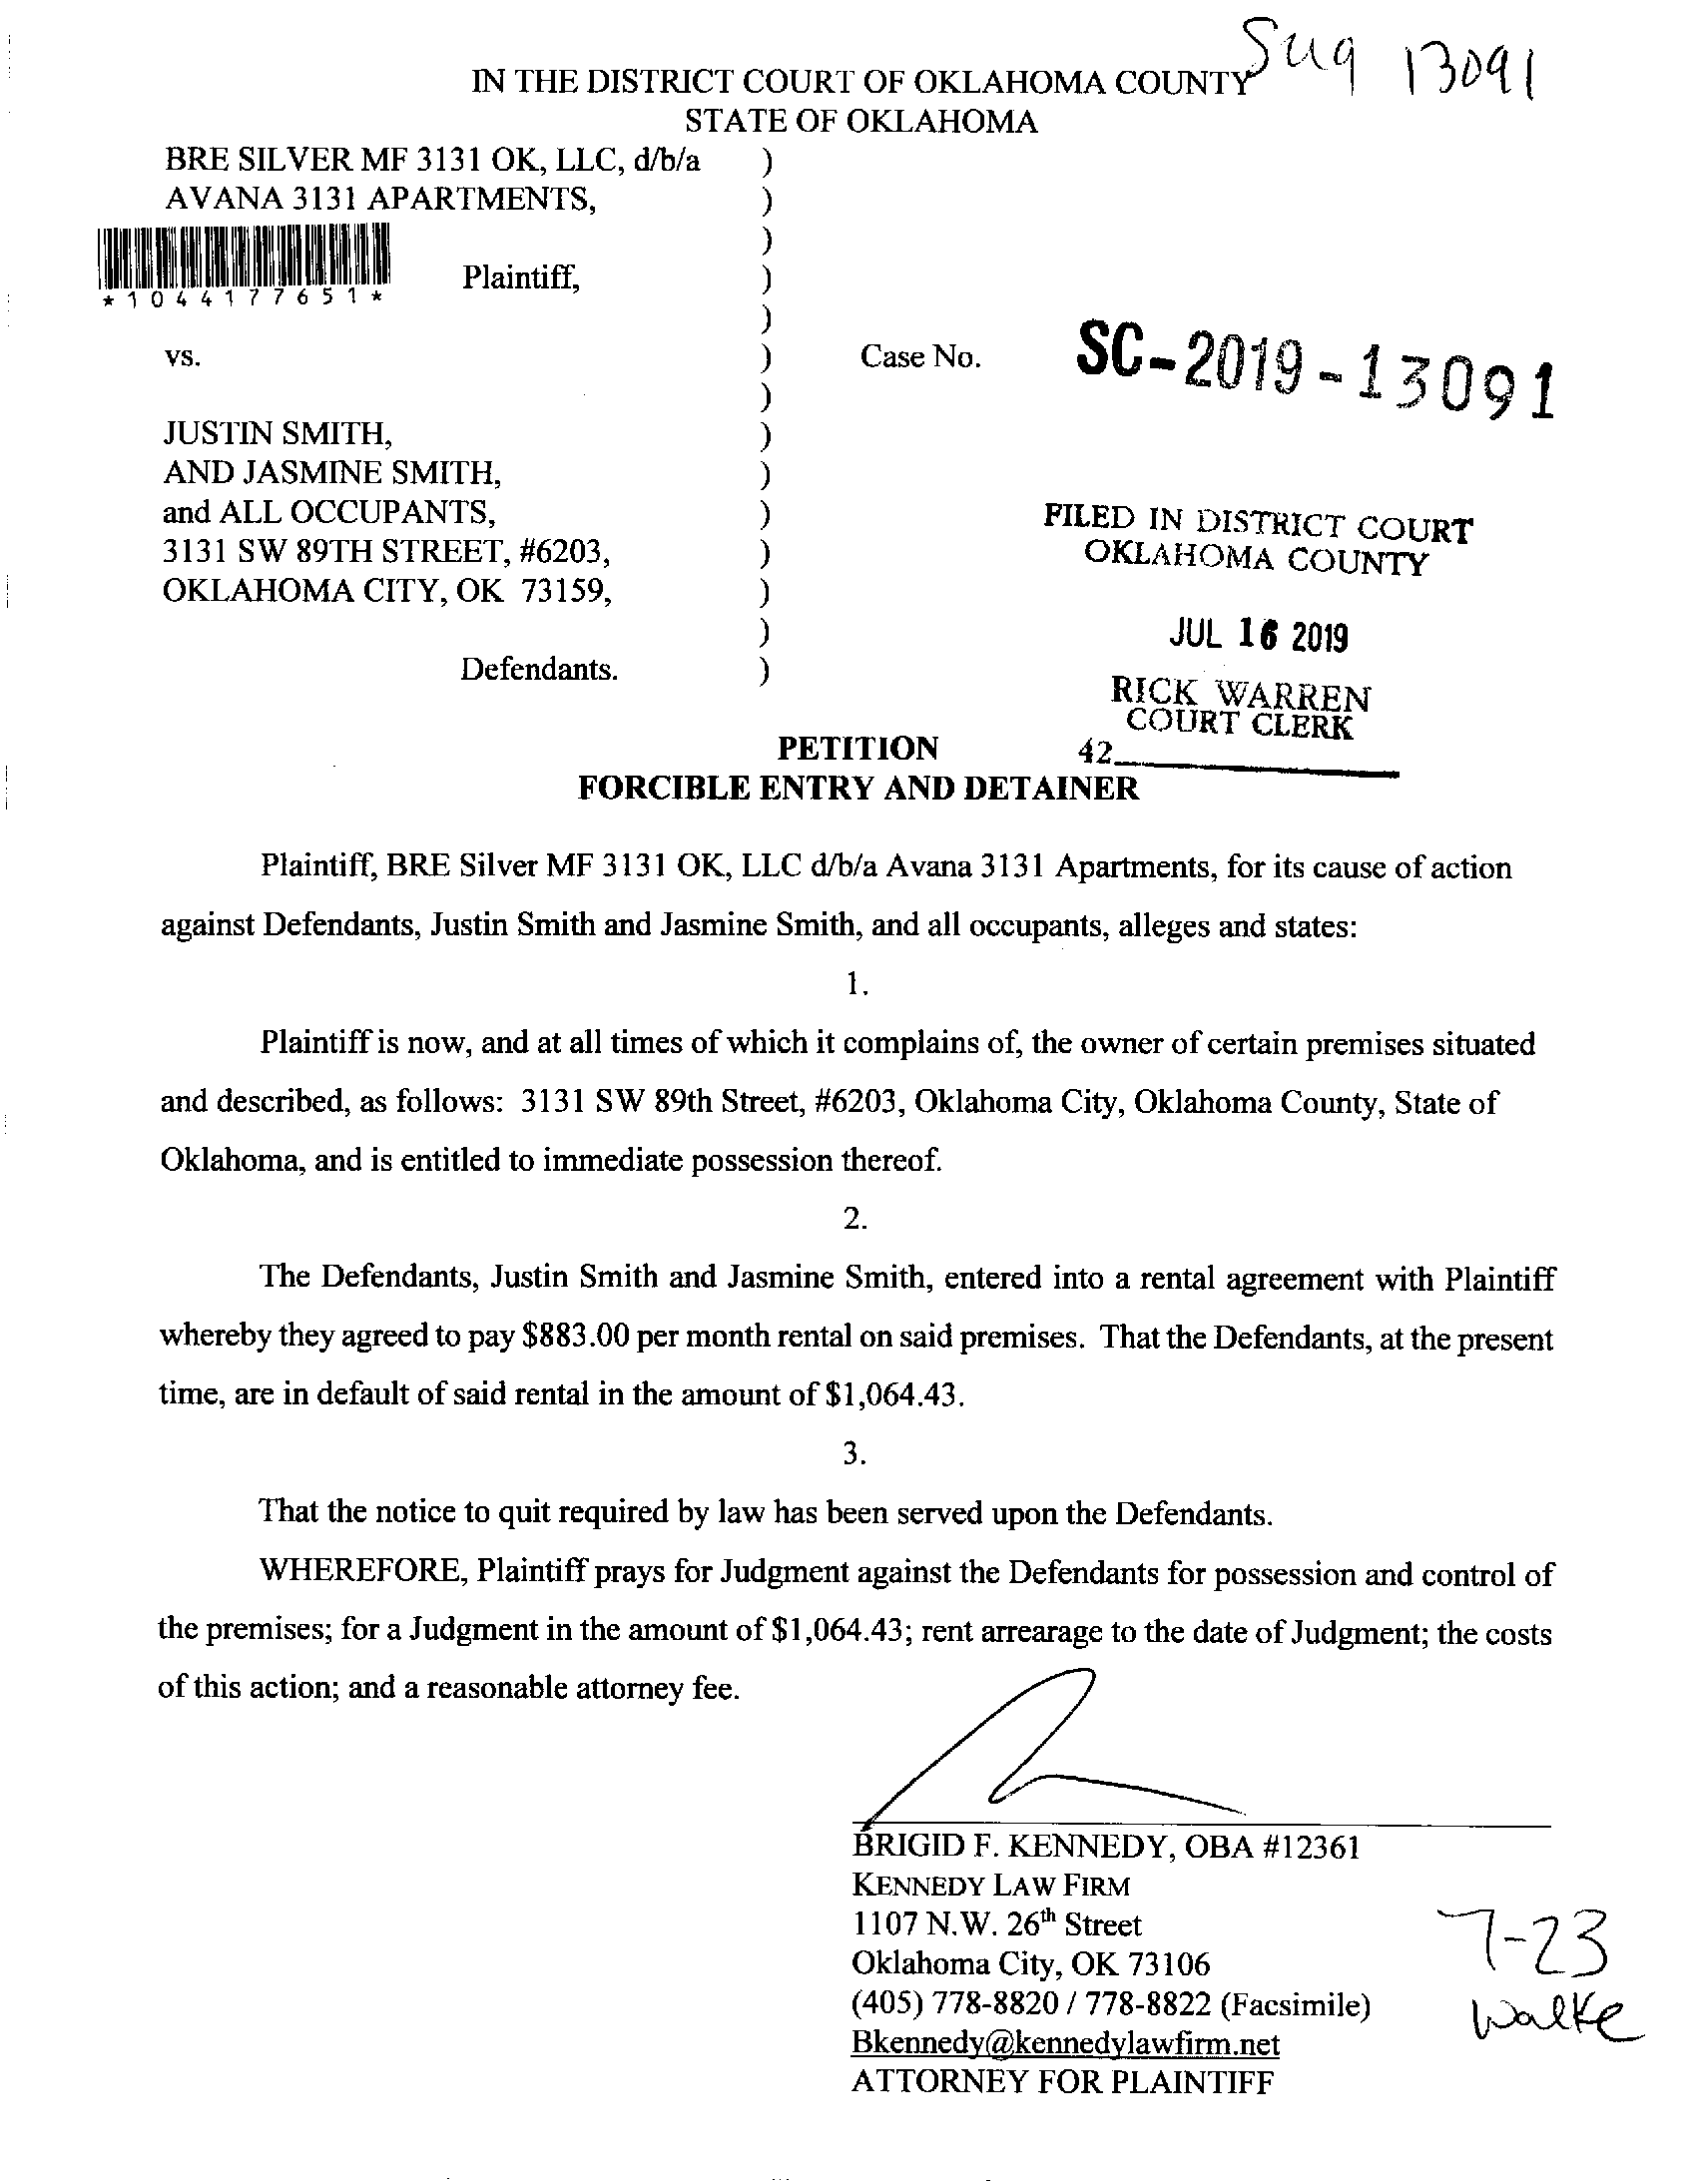 Sug 13091
IN THE DISTRICT COURT OF OKLAHOMA COUNTY
STATE OF OKLAHOMA
BRE SILVER MF 3131 OK, LLC, d/b/a )
AVANA 3131 APARTMENTS, )
)
*1044177651* Plaintiff, )
)
vs. ) Case No. SC-2019-13091
)
JUSTIN SMITH, )
AND JASMINE SMITH, )
and ALL OCCUPANTS, )
3131 SW 89TH STREET, #6203, )
OKLAHOMA CITY, OK 73159, )
)
Defendants. )
FILED IN DISTRICT COURT
OKLAHOMA COUNTY
JUL 16 2019
RICK WARREN
COURT CLERK
42
PETITION
FORCIBLE ENTRY AND DETAINER
Plaintiff, BRE Silver MF 3131 OK, LLC d/b/a Avana 3131 Apartments, for its cause of action
against Defendants, Justin Smith and Jasmine Smith, and all occupants, alleges and states:
1.
Plaintiff is now, and at all times of which it complains of, the owner of certain premises situated
and described, as follows: 3131 SW 89th Street, #6203, Oklahoma City, Oklahoma County, State of
Oklahoma, and is entitled to immediate possession thereof.
2.
The Defendants, Justin Smith and Jasmine Smith, entered into a rental agreement with Plaintiff
whereby they agreed to pay $883.00 per month rental on said premises. That the Defendants, at the present
time, are in default of said rental in the amount of $1,064.43.
3.
That the notice to quit required by law has been served upon the Defendants.
WHEREFORE, Plaintiff prays for Judgment against the Defendants for possession and control of
the premises; for a Judgment in the amount of $1,064.43; rent arrearage to the date of Judgment; the costs
of this action; and a reasonable attorney fee.
BRIGID F. KENNEDY, OBA #12361
KENNEDY LAW FIRM
1107 N.W. 26th Street
Oklahoma City, OK 73106
(405) 778-8820 / 778-8822 (Facsimile)
Bkennedy@kennedylawfirm.net
ATTORNEY FOR PLAINTIFF
7-23
Walke